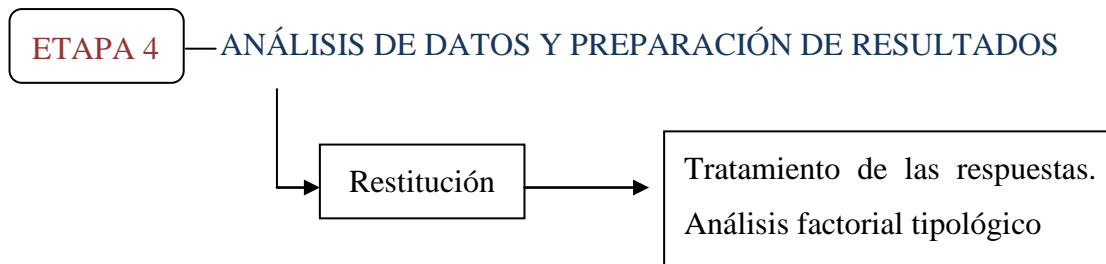 ETAPA 4
ANÁLISIS DE DATOS Y PREPARACIÓN DE RESULTADOS
Restitución
Tratamiento de las respuestas.
Análisis factorial tipológico